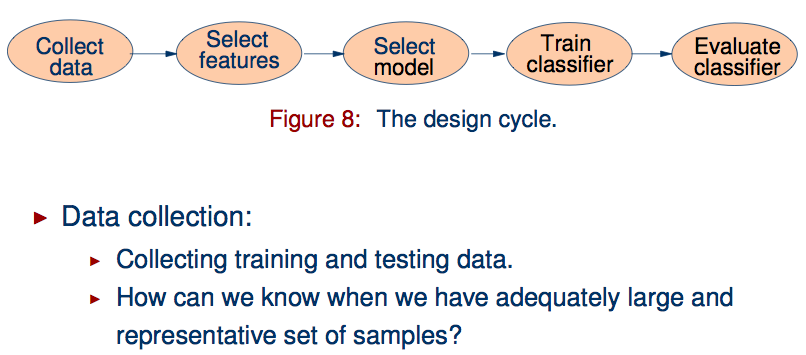 Collect
data
Select
features
Select
model
Train
classifier
Evaluate
classifier
Figure 8: The design cycle.
► Data collection:
► Collecting training and testing data.
► How can we know when we have adequately large and
representative set of samples?